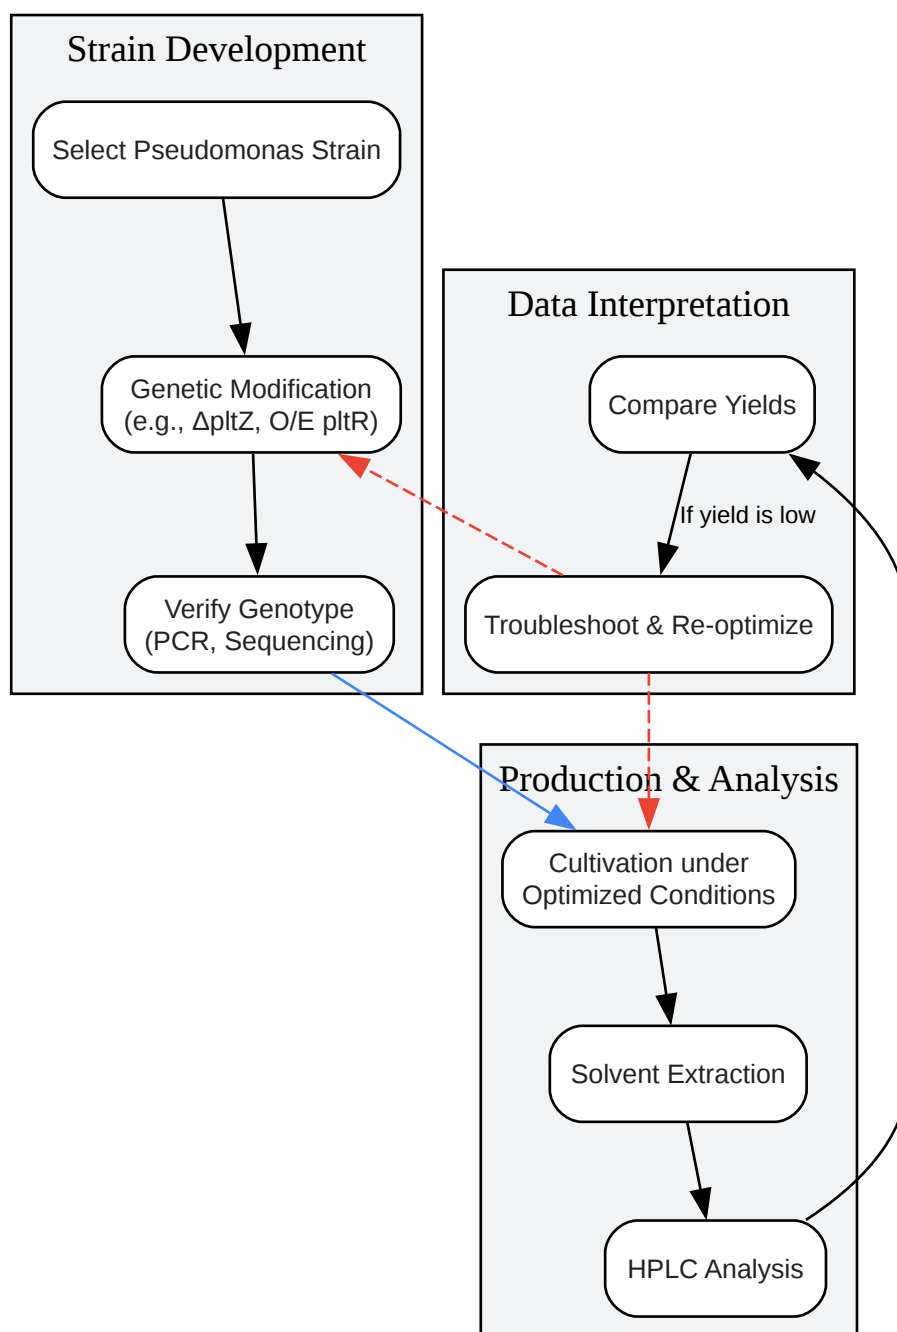 Strain Development
Select Pseudomonas Strain
Genetic Modification
(e.g., ΔpltZ, O/E pltR)
Verify Genotype
(PCR, Sequencing)
Data Interpretation
Compare Yields
If yield is low
Troubleshoot & Re-optimize
Production & Analysis
Cultivation under
Optimized Conditions
Solvent Extraction
HPLC Analysis